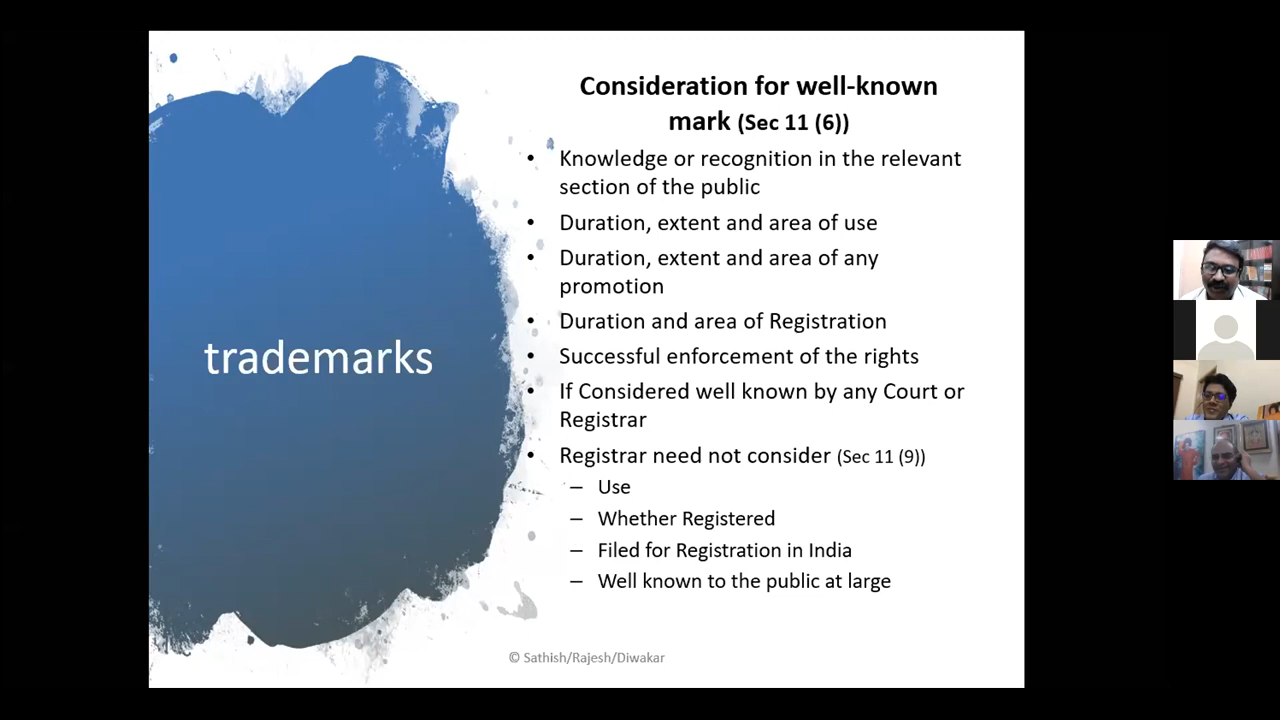 trademarks
Consideration for well-known
mark (Sec 11 (6))
• Knowledge or recognition in the relevant
section of the public
• Duration, extent and area of use
• Duration, extent and area of any
promotion
• Duration and area of Registration
• Successful enforcement of the rights
• If Considered well known by any Court or
Registrar
• Registrar need not consider (Sec 11 (9))
– Use
– Whether Registered
– Filed for Registration in India
– Well known to the public at large
© Sathish/Rajesh/Diwakar